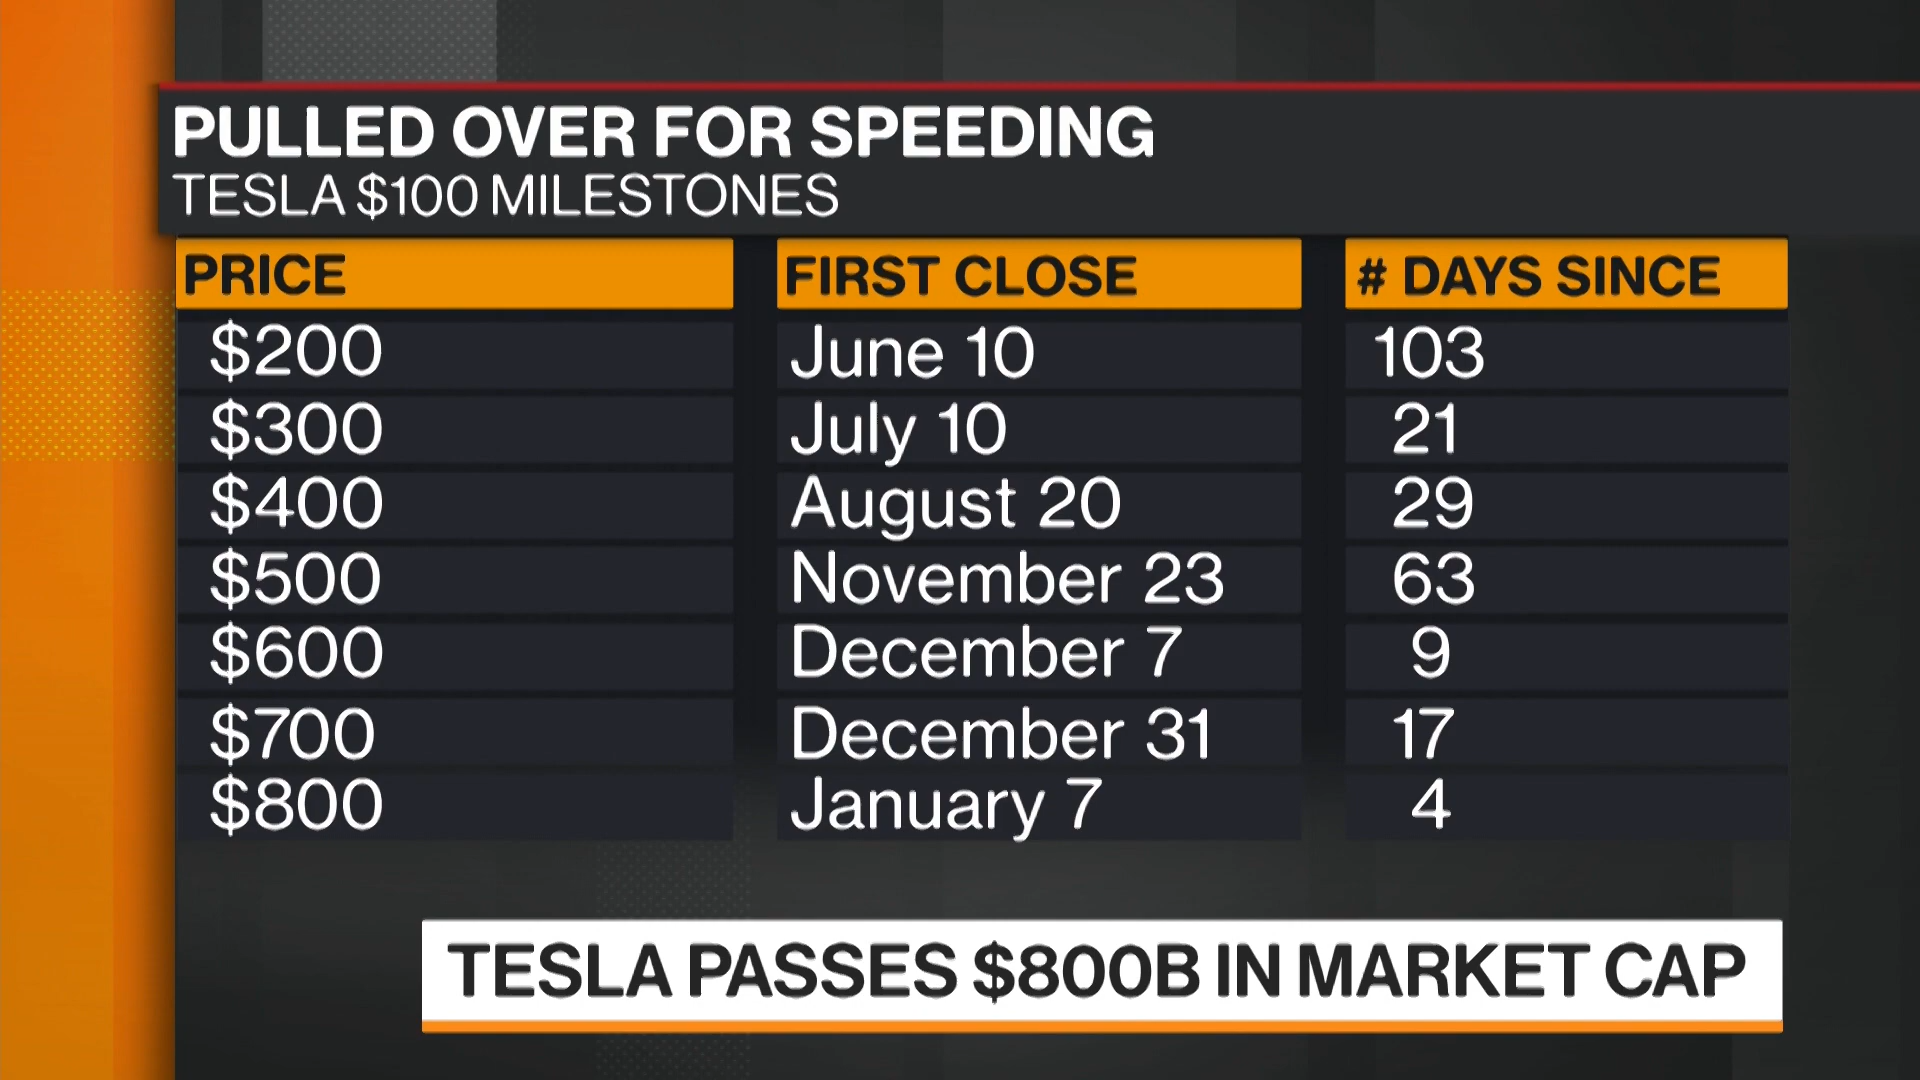 PULLED OVER FOR SPEEDING
TESLA $100 MILESTONES
PRICE FIRST CLOSE # DAYS SINCE
$200 June 10 103
$300 July 10 21
$400 August 20 29
$500 November 23 63
$600 December 7 9
$700 December 31 17
$800 January 7 4
TESLA PASSES $800B IN MARKET CAP